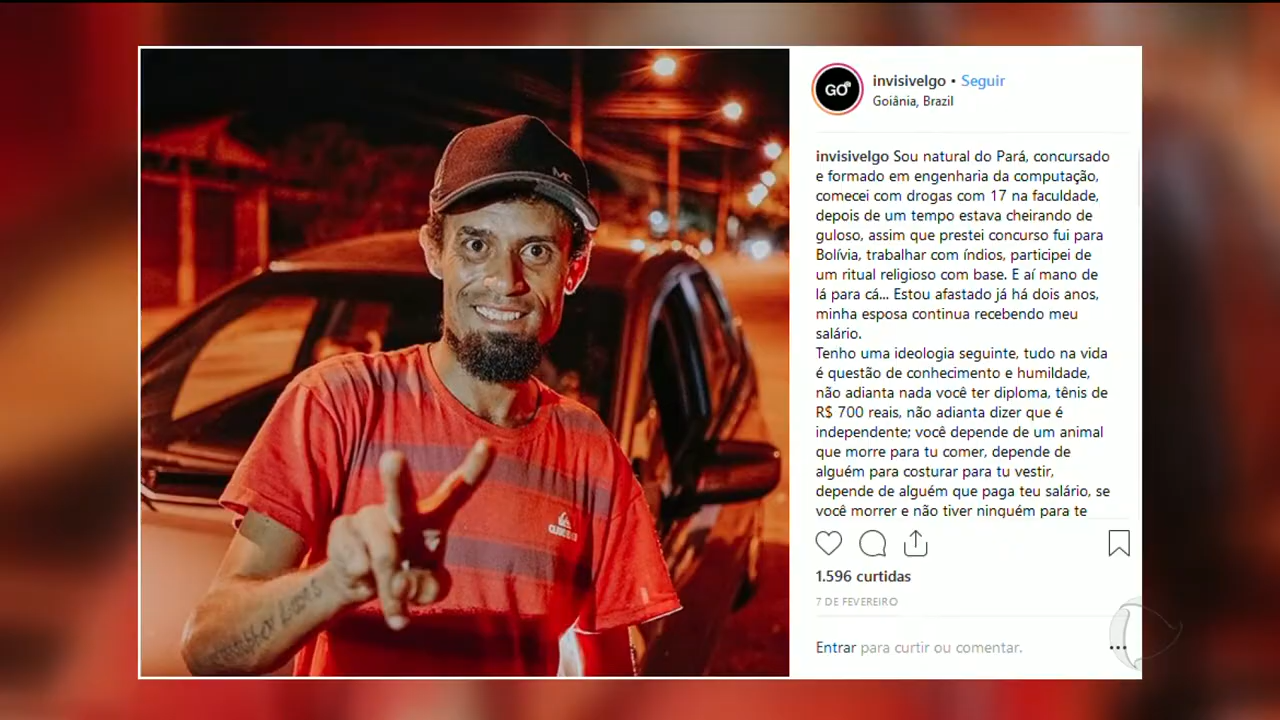 GO
invisivelgo • Seguir
Goiânia, Brazil
invisivelgo Sou natural do Pará, concursado
e formado em engenharia da computação,
comecei com drogas com 17 na faculdade,
depois de um tempo estava cheirando de
guloso, assim que prestei concurso fui para
Bolívia, trabalhar com índios, participei de
um ritual religioso com base. E aí mano de
lá para cá... Estou afastado já há dois anos,
minha esposa continua recebendo meu
salário.
Tenho uma ideologia seguinte, tudo na vida
é questão de conhecimento e humildade,
não adianta nada você ter diploma, tênis de
R$ 700 reais, não adianta dizer que é
independente; você depende de um animal
que morre para tu comer, depende de
alguém para costurar para tu vestir,
depende de alguém que paga teu salário, se
você morrer e não tiver ninguém para te
1.596 curtidas
7 DE FEVEREIRO
Entrar para curtir ou comentar.